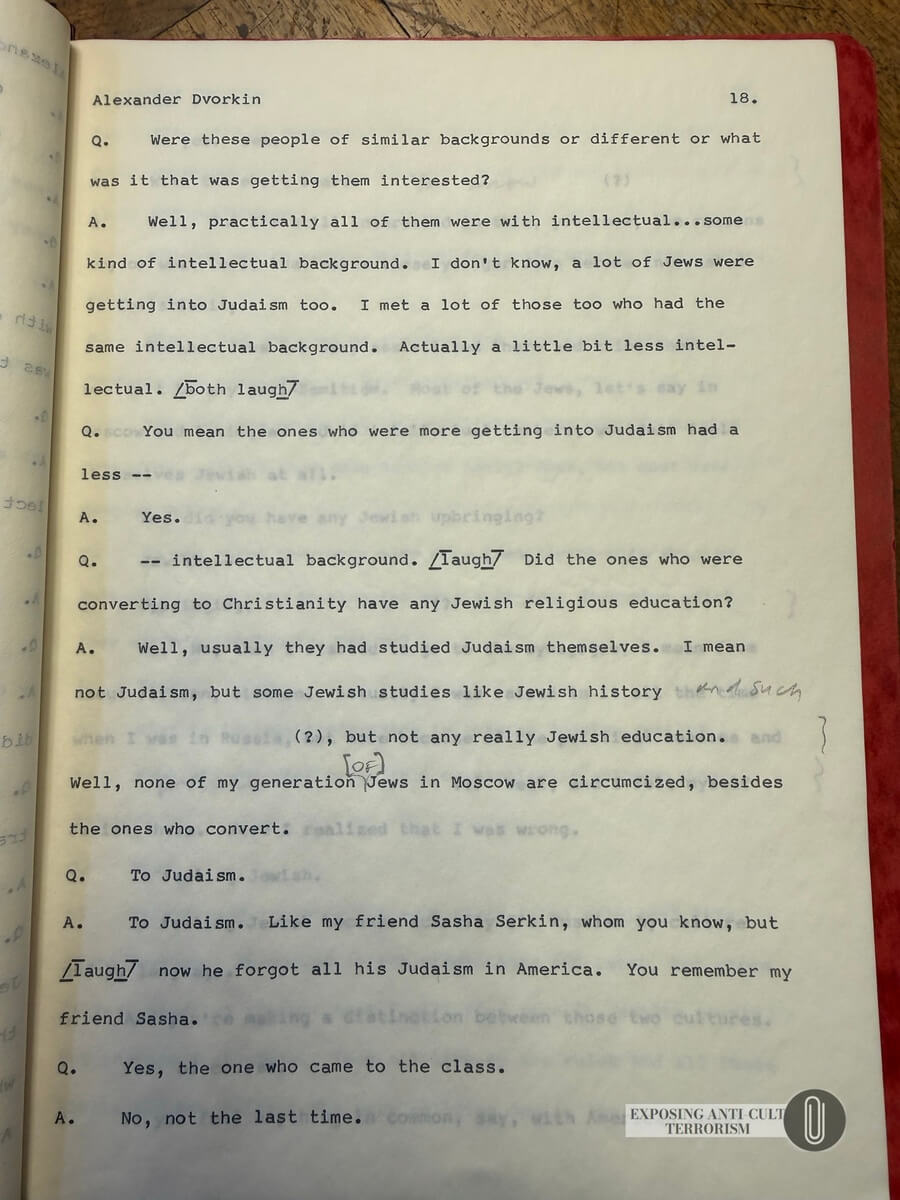 Alexander Dvorkin 18.
Q. Were these people of similar backgrounds or different or what
was it that was getting them interested?
A. Well, practically all of them were with intellectual...some
kind of intellectual background. I don't know, a lot of Jews were
getting into Judaism too. I met a lot of those too who had the
same intellectual background. Actually a little bit less intel-
lectual. [both laugh]
Q. You mean the ones who were more getting into Judaism had a
less --
A. Yes.
Q. -- intellectual background. [laugh] Did the ones who were
converting to Christianity have any Jewish religious education?
A. Well, usually they had studied Judaism themselves. I mean
not Judaism, but some Jewish studies like Jewish history and such
(?), but not any really Jewish education.
Well, none of my generation [OF] Jews in Moscow are circumcized, besides
the ones who convert.
Q. To Judaism.
A. To Judaism. Like my friend Sasha Serkin, whom you know, but
[laugh] now he forgot all his Judaism in America. You remember my
friend Sasha.
Q. Yes, the one who came to the class.
A. No, not the last time.
EXPOSING ANTI CULT
TERRORISM